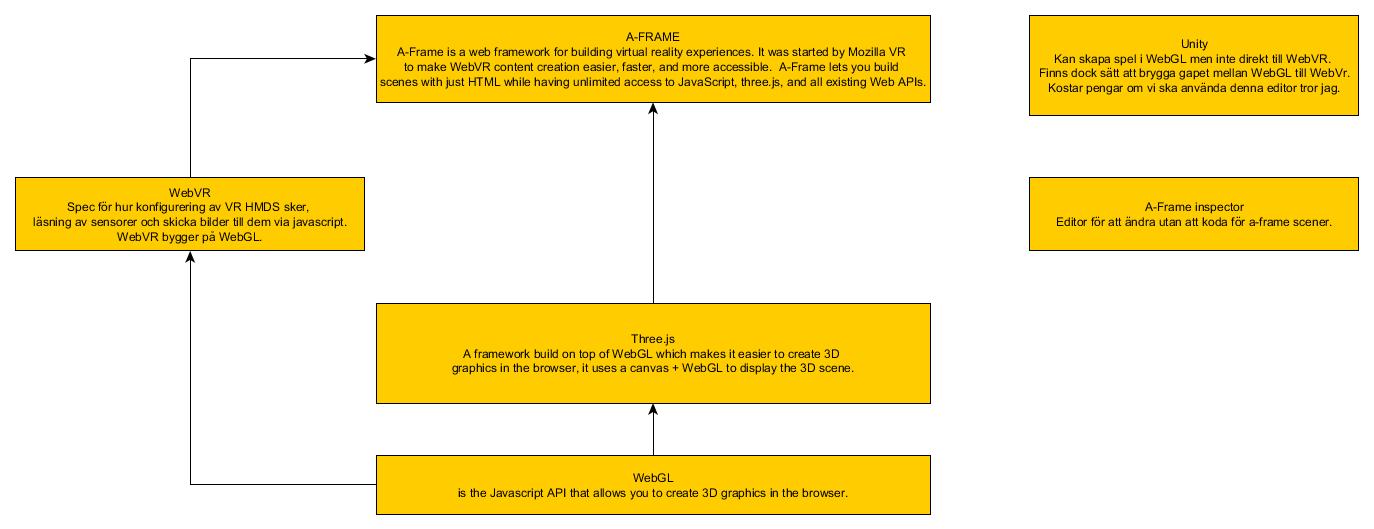 A-FRAME
A-Frame is a web framework for building virtual reality experiences. It was started by Mozilla VR
to make WebVR content creation easier, faster, and more accessible.  A-Frame lets you build
scenes with just HTML while having unlimited access to JavaScript, three.js, and all existing Web APIs.
Unity
Kan skapa spel i WebGL men inte direkt till WebVR.
Finns dock sätt att brygga gapet mellan WebGL till WebVr.
Kostar pengar om vi ska använda denna editor tror jag.
WebVR
Spec för hur konfigurering av VR HMDS sker,
läsning av sensorer och skicka bilder till dem via javascript.
WebVR bygger på WebGL.
A-Frame inspector
Editor för att ändra utan att koda för a-frame scener.
Three.js
A framework build on top of WebGL which makes it easier to create 3D
graphics in the browser, it uses a canvas + WebGL to display the 3D scene.
WebGL
is the Javascript API that allows you to create 3D graphics in the browser.